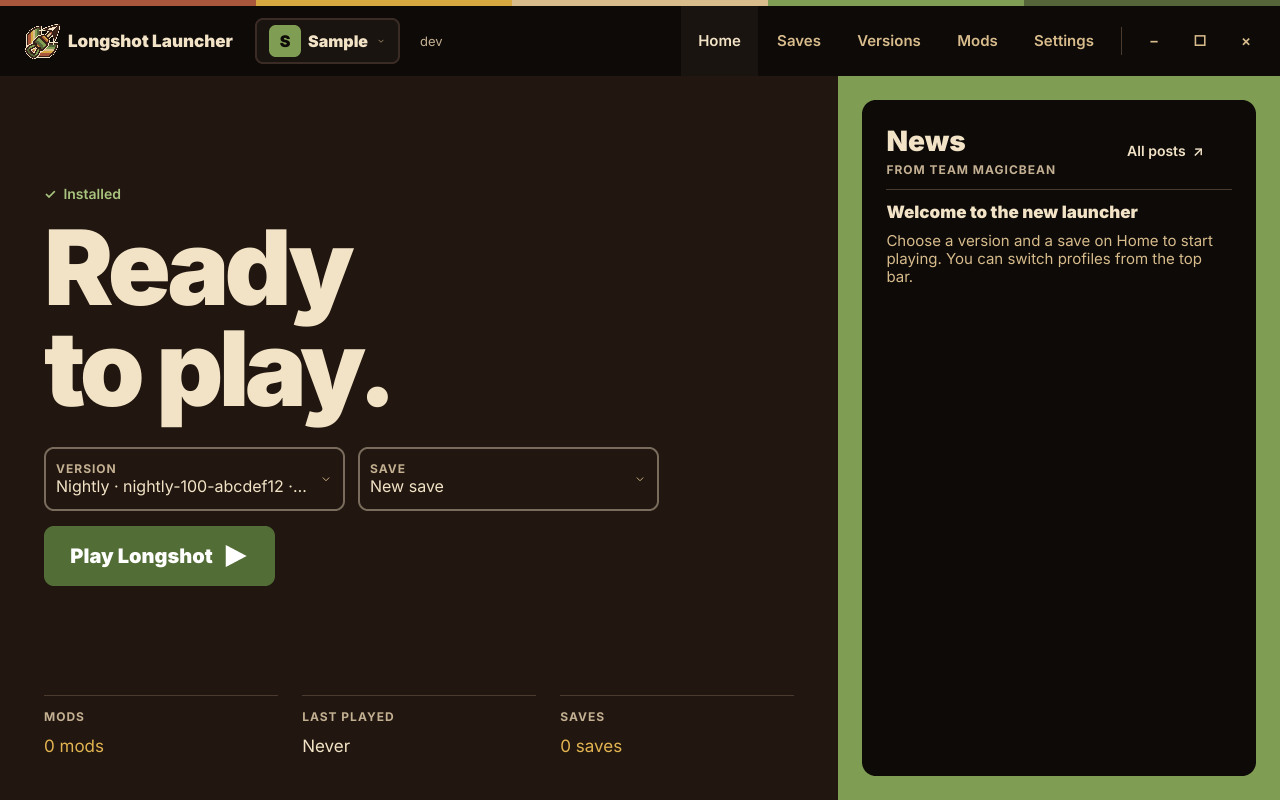 Longshot Launcher
S Sample
dev
Home
Saves
Versions
Mods
Settings
Installed
Ready
to play.
VERSION
Nightly · nightly-100-abcdef12 ·...
SAVE
New save
Play Longshot
MODS
0 mods
LAST PLAYED
Never
SAVES
0 saves
News
FROM TEAM MAGICBEAN
All posts
Welcome to the new launcher
Choose a version and a save on Home to start
playing. You can switch profiles from the top
bar.